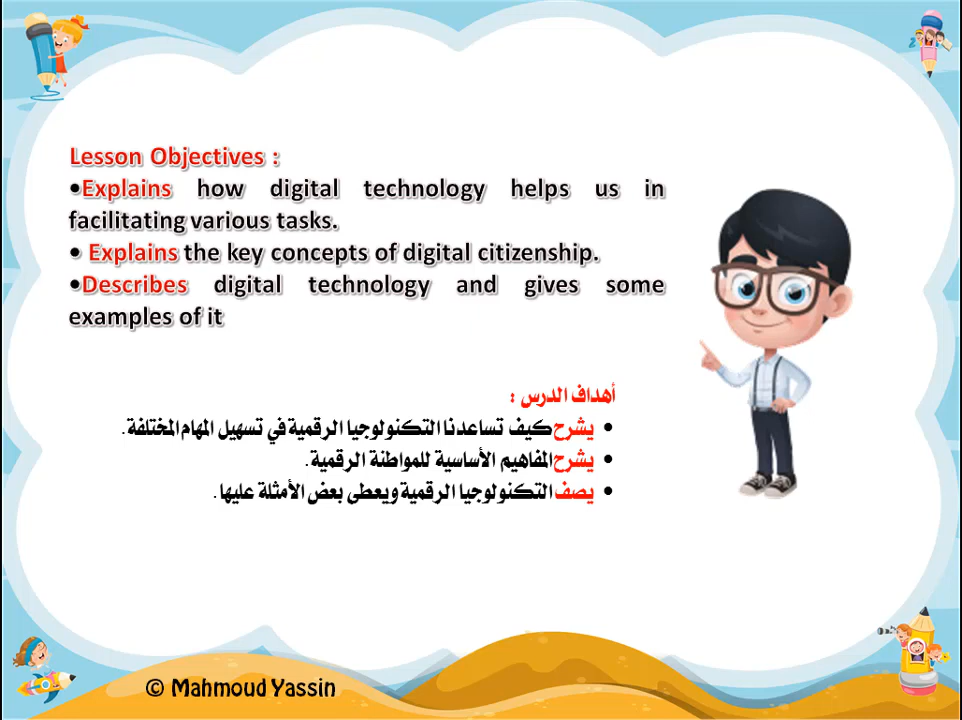 Lesson Objectives :
•Explains how digital technology helps us in
facilitating various tasks.
• Explains the key concepts of digital citizenship.
•Describes digital technology and gives some
examples of it
أهداف الدرس :
• يشرح كيف تساعدنا التكنولوجيا الرقمية في تسهيل المهام المختلفة.
• يشرح المفاهيم الأساسية للمواطنة الرقمية.
• يصف التكنولوجيا الرقمية ويعطى بعض الأمثلة عليها.
© Mahmoud Yassin